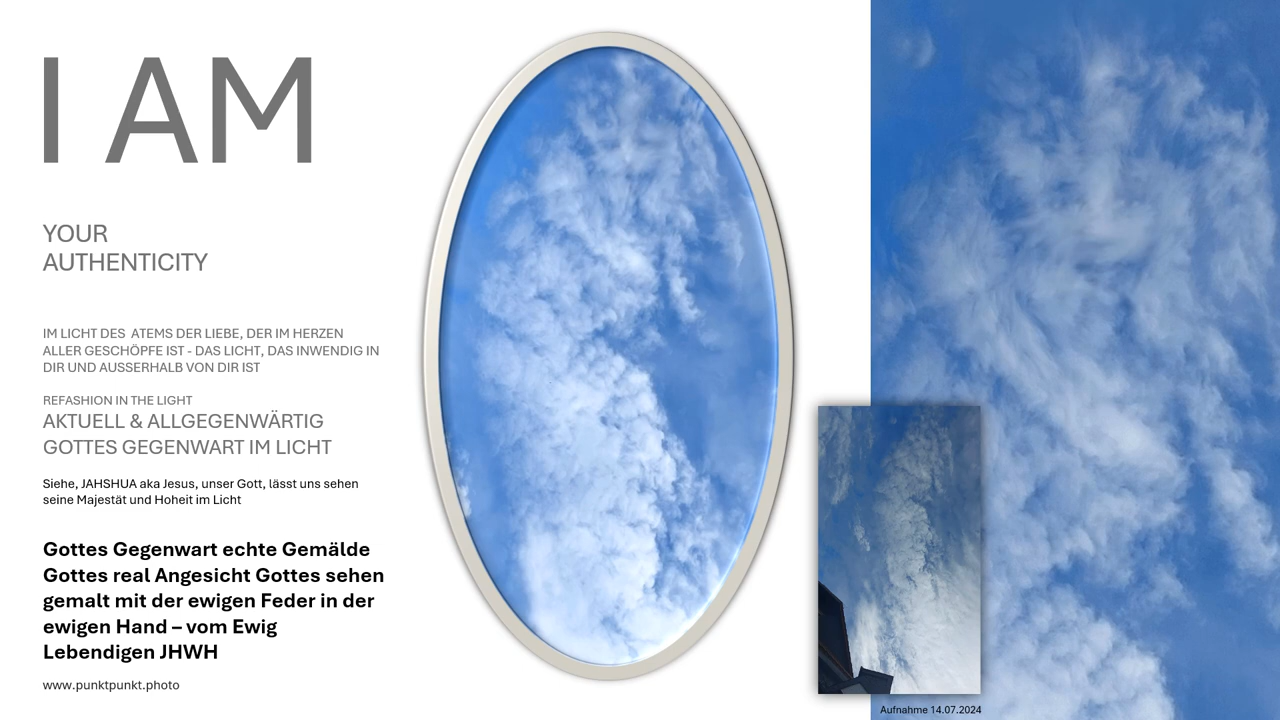 I AM
YOUR
AUTHENTICITY
IM LICHT DES ATEMS DER LIEBE, DER IM HERZEN
ALLER GESCHÖPFE IST - DAS LICHT, DAS INWENDIG IN
DIR UND AUSSERHALB VON DIR IST
REFASHION IN THE LIGHT
AKTUELL & ALLGEGENWÄRTIG
GOTTES GEGENWART IM LICHT
Siehe, JAHSHUA aka Jesus, unser Gott, lässt uns sehen
seine Majestät und Hoheit im Licht
Gottes Gegenwart echte Gemälde
Gottes real Angesicht Gottes sehen
gemalt mit der ewigen Feder in der
ewigen Hand – vom Ewig
Lebendigen JHWH
www.punktpunkt.photo
Aufnahme 14.07.2024